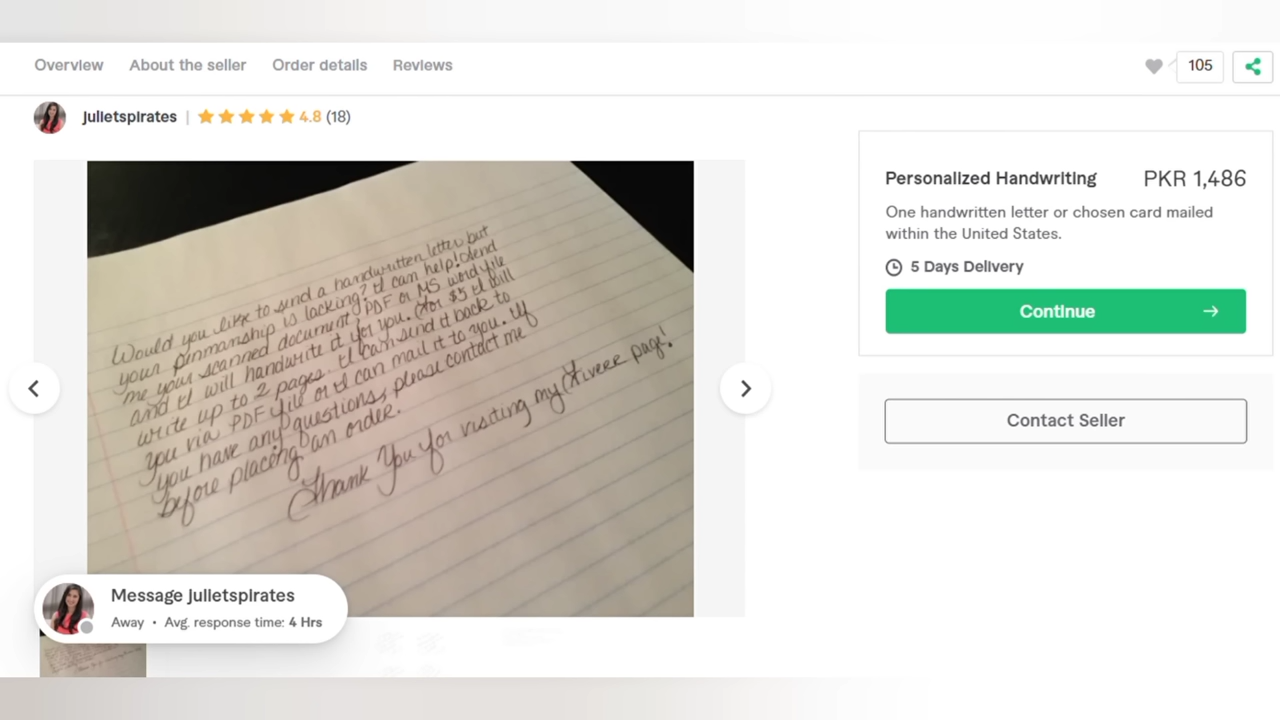 Overview About the seller Order details Reviews 105
julietspirates | 4.8 (18)
Would you like to send a handwritten letter but
your penmanship is lacking? I can help! Send
me your scanned document, PDF or MS word file
and I will handwrite it for you. For $5 I will
write up to 2 pages. I can send it back to
you via PDF file or I can mail it to you. If
you have any questions, please contact me
before placing an order.
Thank You for visiting my Fiverr page!
Personalized Handwriting PKR 1,486
One handwritten letter or chosen card mailed
within the United States.
5 Days Delivery
Continue →
Contact Seller
Message julietspirates
Away • Avg. response time: 4 Hrs